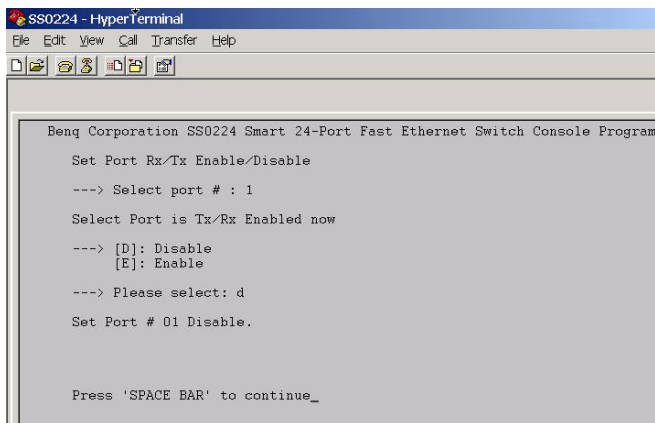 SS0224 - HyperTerminal
File Edit View Call Transfer Help
Benq Corporation SS0224 Smart 24-Port Fast Ethernet Switch Console Program
Set Port Rx/Tx Enable/Disable
---> Select port # : 1
Select Port is Tx/Rx Enabled now
---> [D]: Disable
[E]: Enable
---> Please select: d
Set Port # 01 Disable.
Press 'SPACE BAR' to continue_